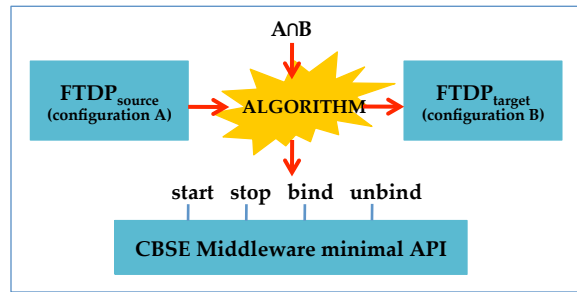 A∩B
FTDPsource
(configuration A)
ALGORITHM
FTDPtarget
(configuration B)
start stop bind unbind
CBSE Middleware minimal API